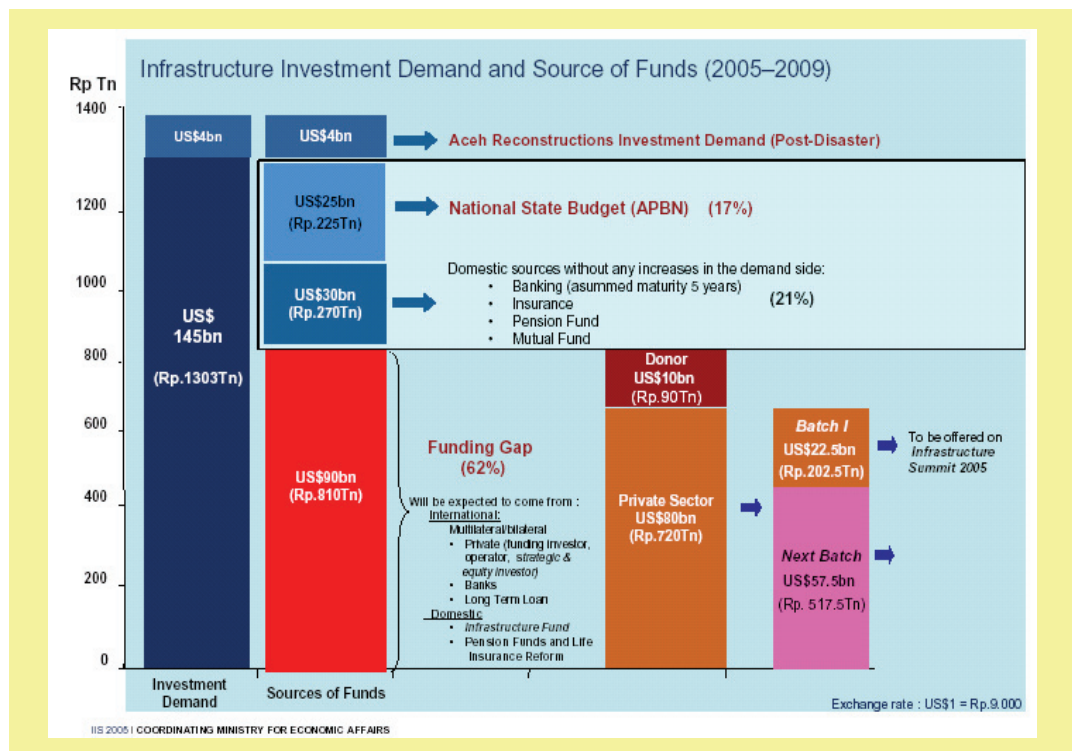 Infrastructure Investment Demand and Source of Funds (2005–2009)
Rp Tn
1400
1200
1000
800
600
400
200
0
US$4bn
US$
145bn
(Rp.1303Tn)
US$4bn
US$25bn
(Rp.225Tn)
US$30bn
(Rp.270Tn)
US$90bn
(Rp.810Tn)
Aceh Reconstructions Investment Demand (Post-Disaster)
National State Budget (APBN) (17%)
Domestic sources without any increases in the demand side:
• Banking (asummed maturity 5 years)
• Insurance
• Pension Fund
• Mutual Fund
(21%)
Funding Gap
(62%)
Will be expected to come from :
International:
Multilateral/bilateral
• Private (funding investor,
operator, strategic &
equity investor)
• Banks
• Long Term Loan
Domestic
• Infrastructure Fund
• Pension Funds and Life
Insurance Reform
Donor
US$10bn
(Rp.90Tn)
Private Sector
US$80bn
(Rp.720Tn)
Batch I
US$22.5bn
(Rp.202.5Tn)
Next Batch
US$57.5bn
(Rp. 517.5Tn)
To be offered on
Infrastructure
Summit 2005
Investment
Demand
Sources of Funds
Exchange rate : US$1 = Rp.9.000
IIS 2005 I COORDINATING MINISTRY FOR ECONOMIC AFFAIRS